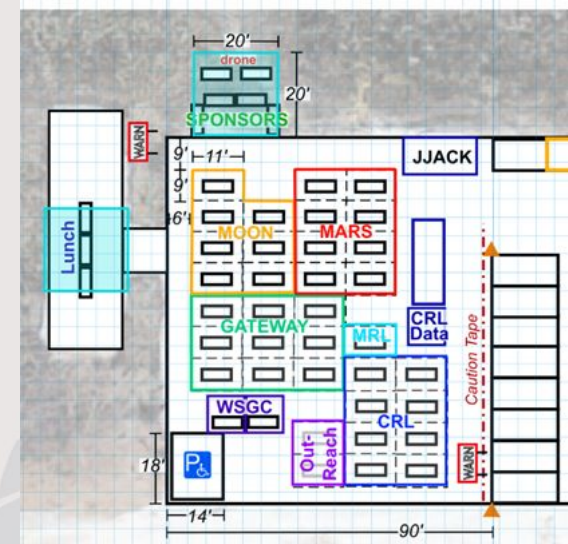 20'
drone
20'
SPONSORS
WARN
9'
11'
JJACK
9'
6'
MOON
MARS
Lunch
GATEWAY
CRL
Data
MRL
Caution Tape
WSGC
CRL
Out-
Reach
WARN
P
18'
14'
90'